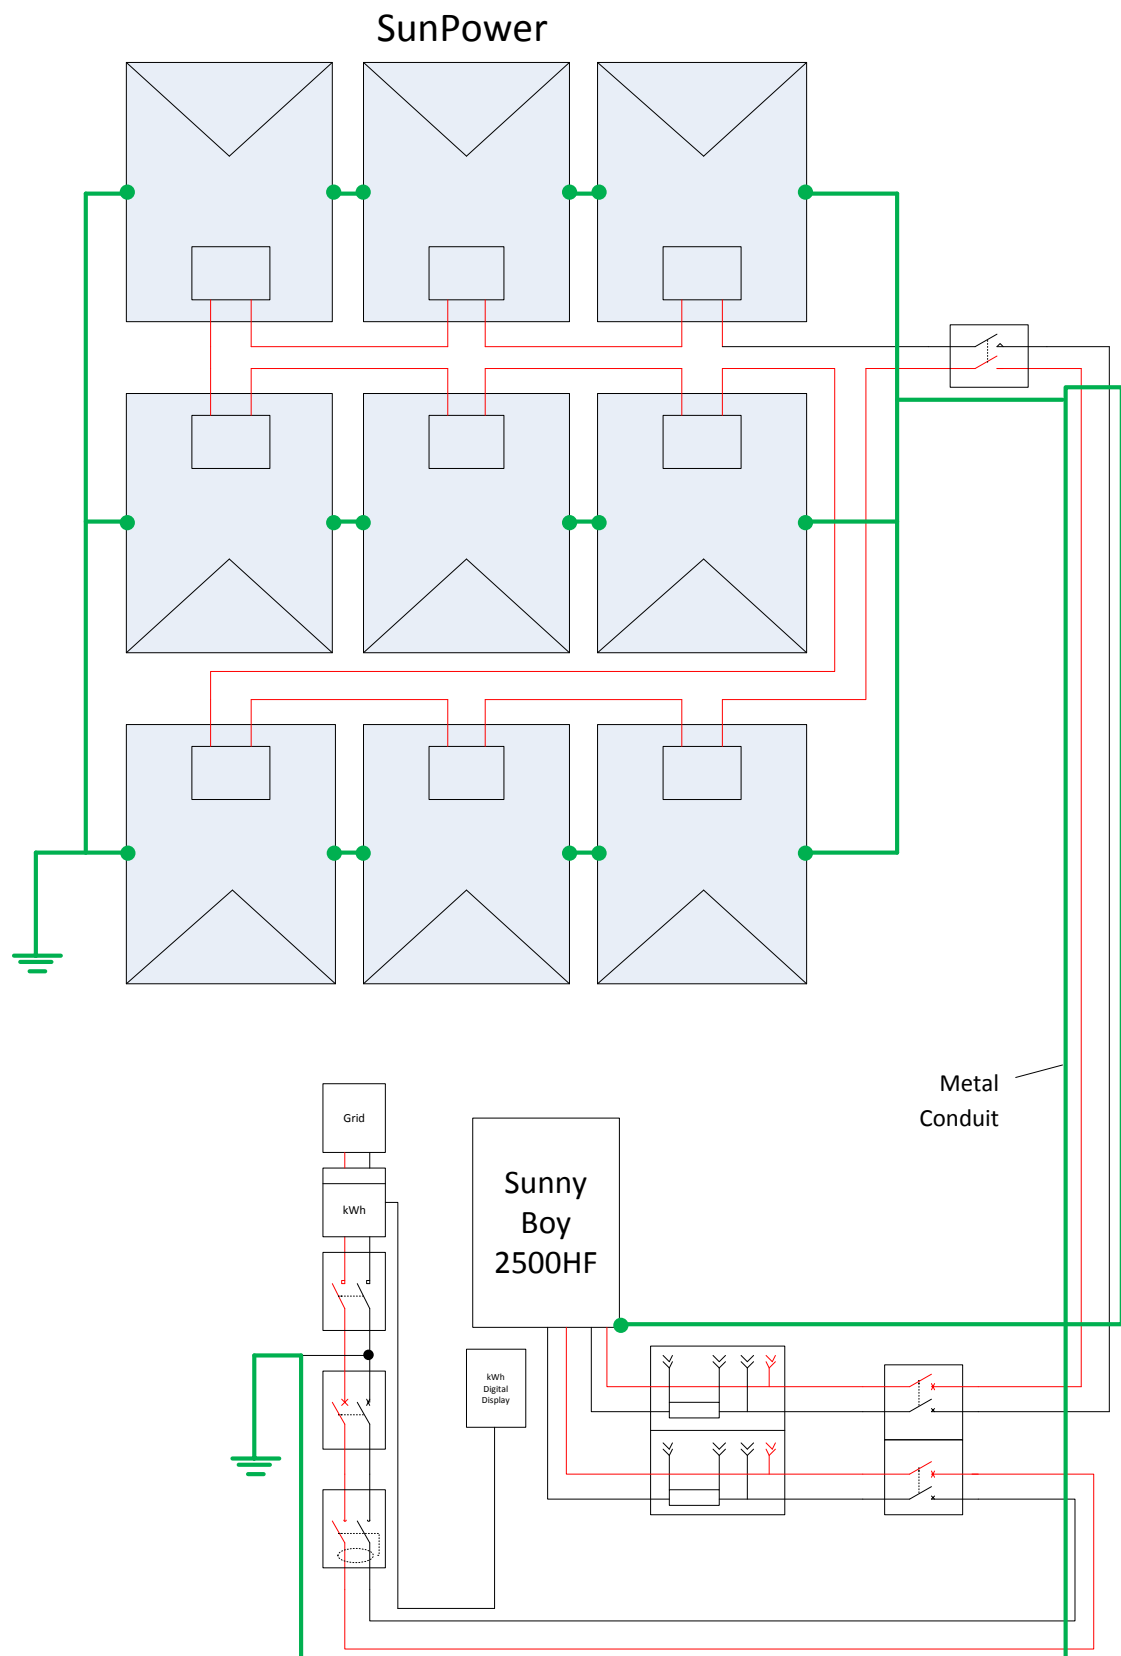 SunPower
Metal
Conduit
Grid
kWh
Sunny
Boy
2500HF
kWh
Digital
Display